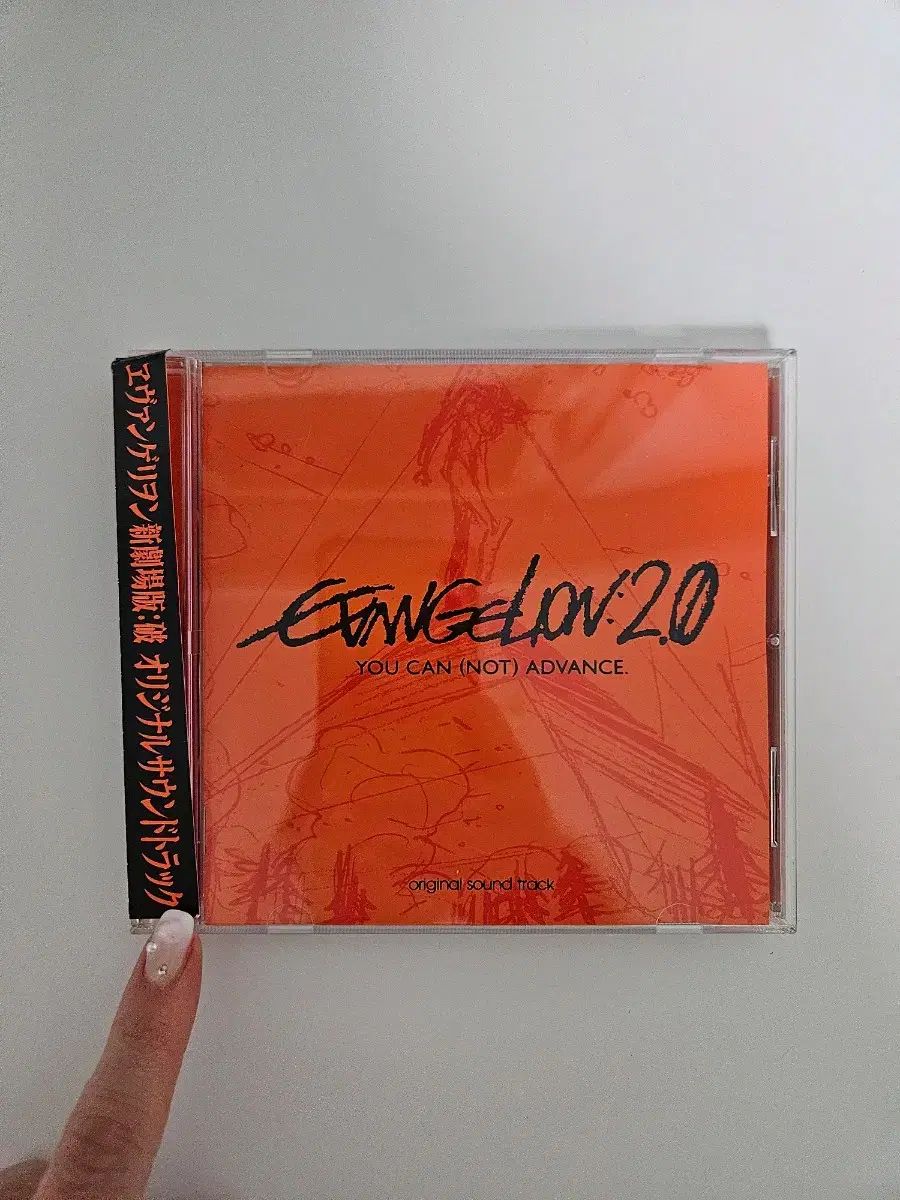 ヱヴァンゲリヲン新劇場版:破 オリジナルサウンドトラック
EVANGELION:2.0
YOU CAN (NOT) ADVANCE.
original sound track